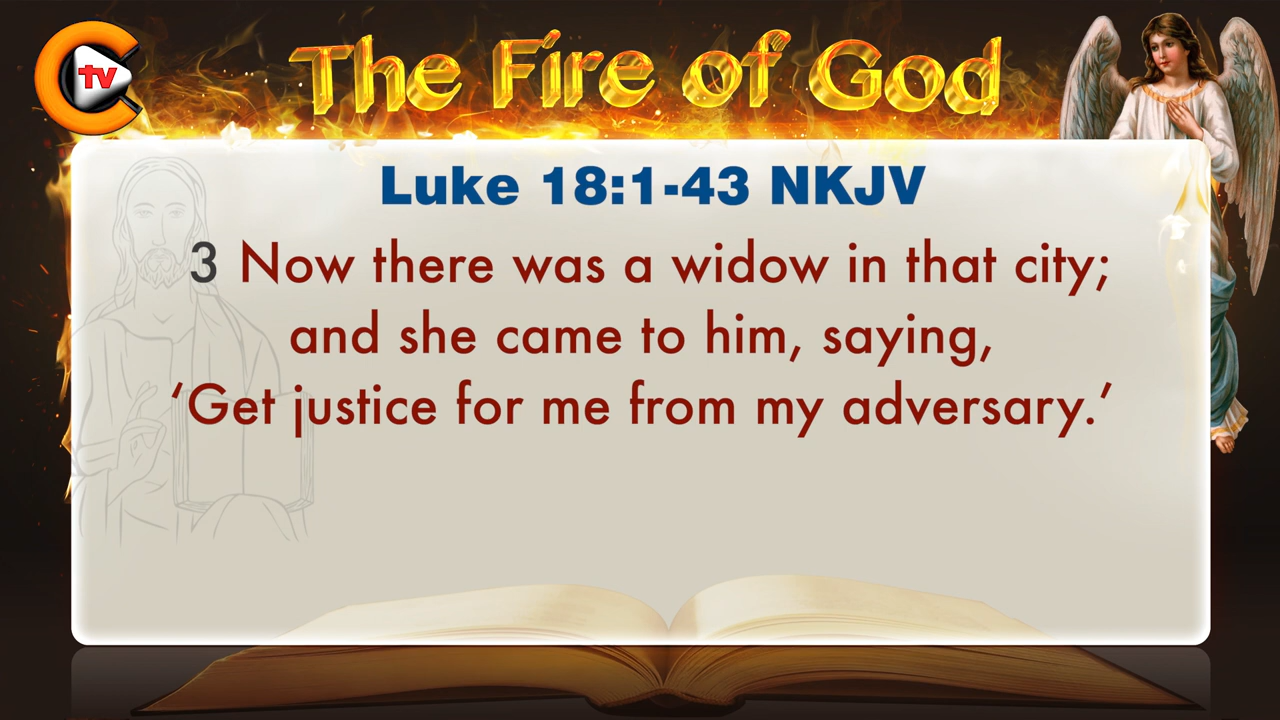 tv
The Fire of God
Luke 18:1-43 NKJV
3 Now there was a widow in that city;
and she came to him, saying,
‘Get justice for me from my adversary.’